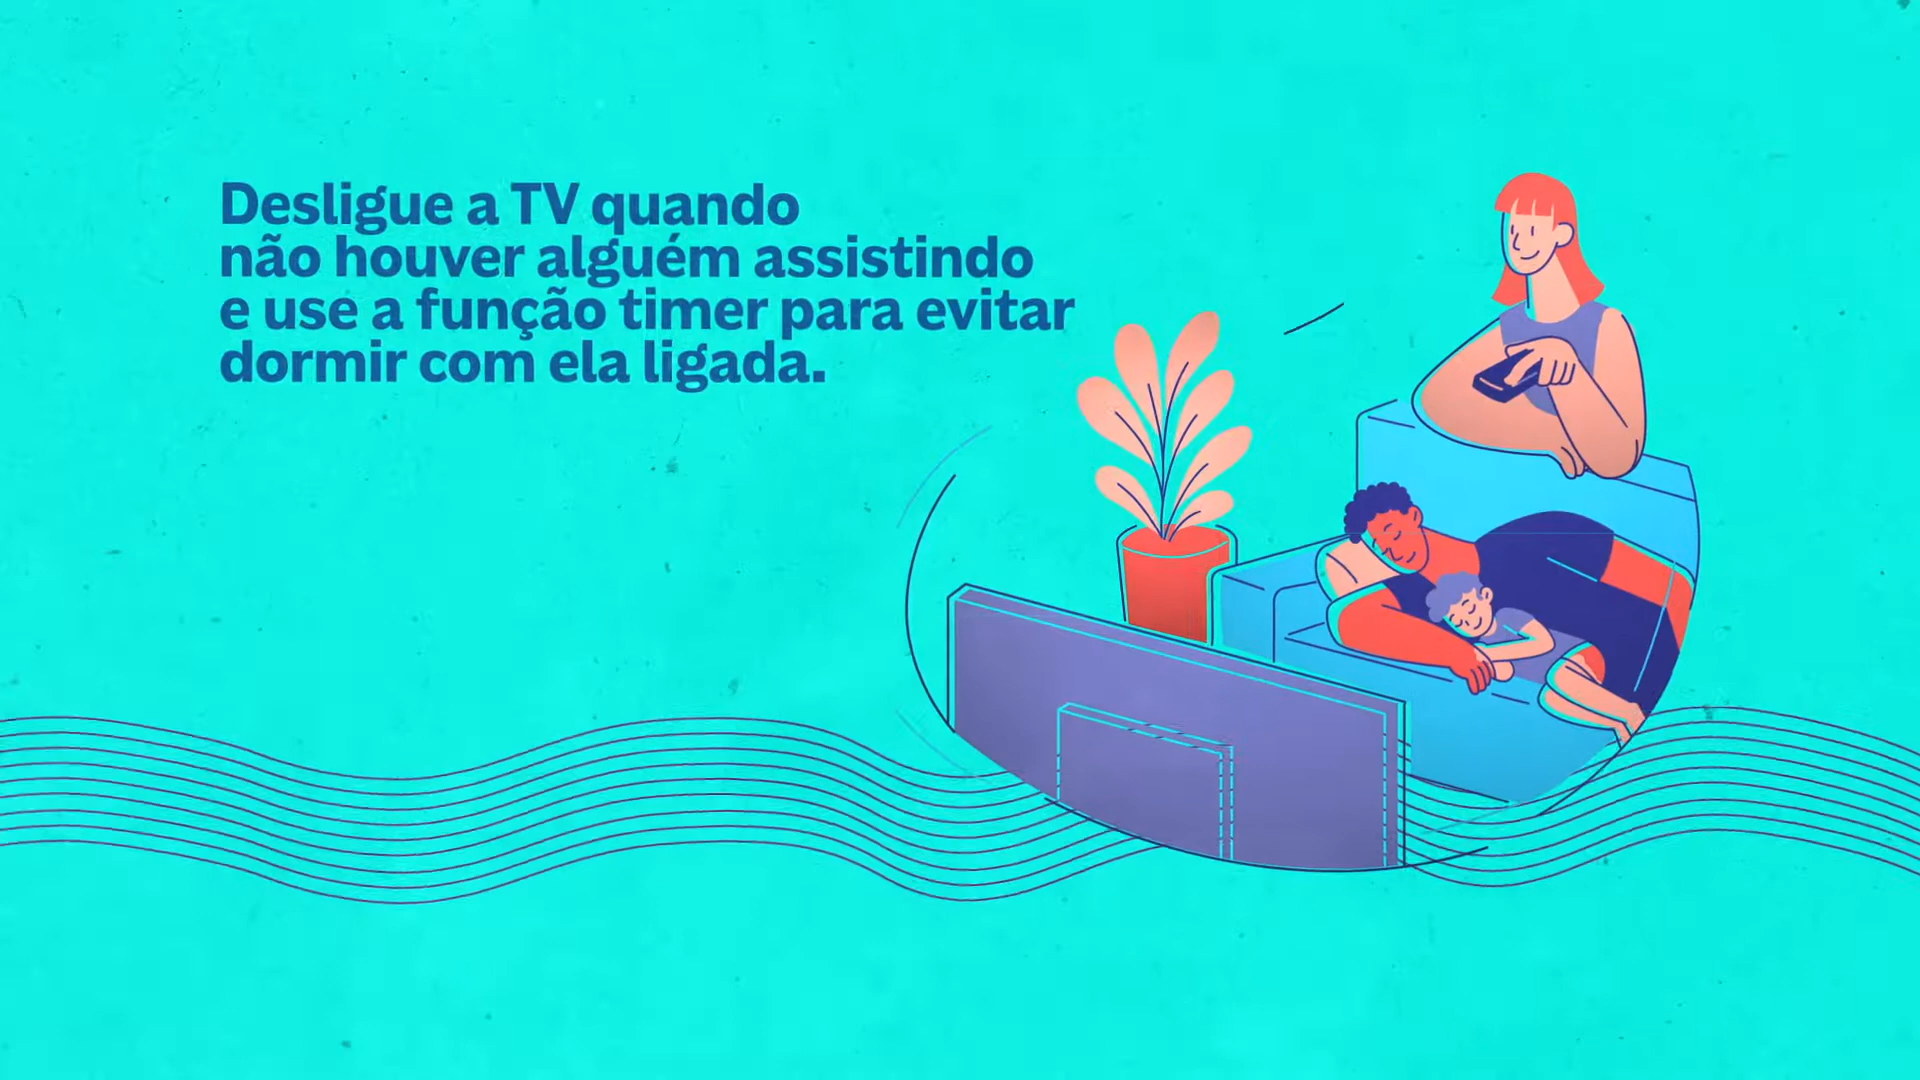 Desligue a TV quando
não houver alguém assistindo
e use a função timer para evitar
dormir com ela ligada.